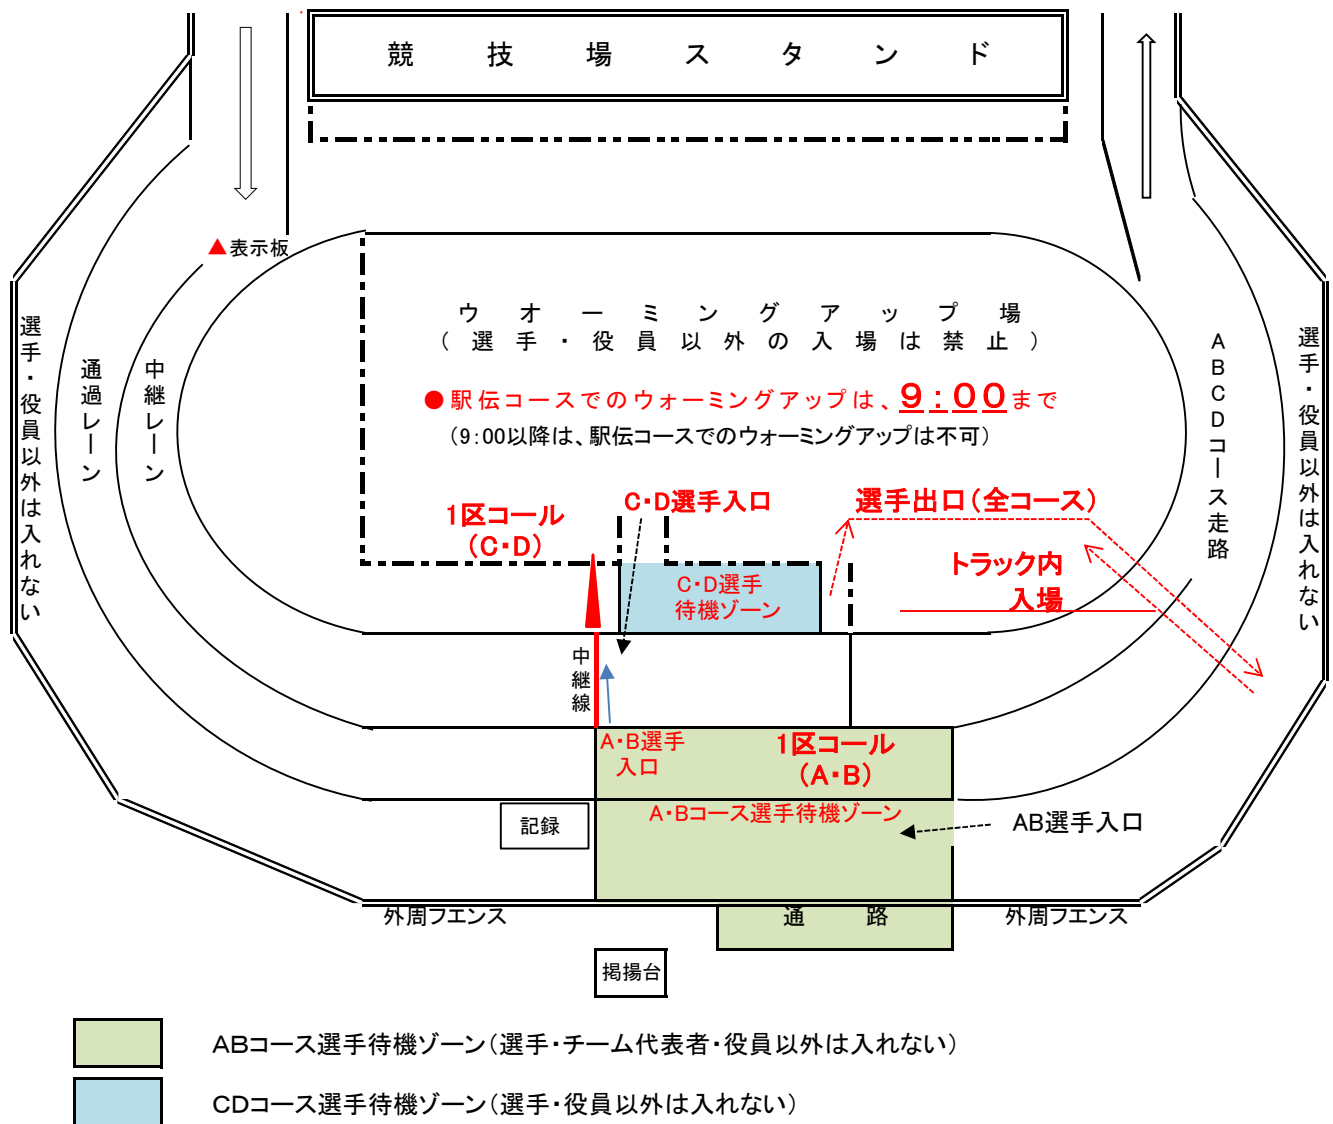 競技場スタンド
▲表示板
ウオーミングアップ場
(選手・役員以外の入場は禁止)
●駅伝コースでのウォーミングアップは、9:00まで
(9:00以降は、駅伝コースでのウォーミングアップは不可)
選手・役員以外は入れない
通過レーン
中継レーン
ABCDコース走路
選手・役員以外は入れない
1区コール
(C・D)
C・D選手入口
選手出口(全コース)
トラック内
入場
C・D選手
待機ゾーン
中継線
A・B選手
入口
1区コール
(A・B)
A・Bコース選手待機ゾーン
記録
AB選手入口
外周フエンス
通路
外周フエンス
掲揚台
ABコース選手待機ゾーン(選手・チーム代表者・役員以外は入れない)
CDコース選手待機ゾーン(選手・役員以外は入れない)